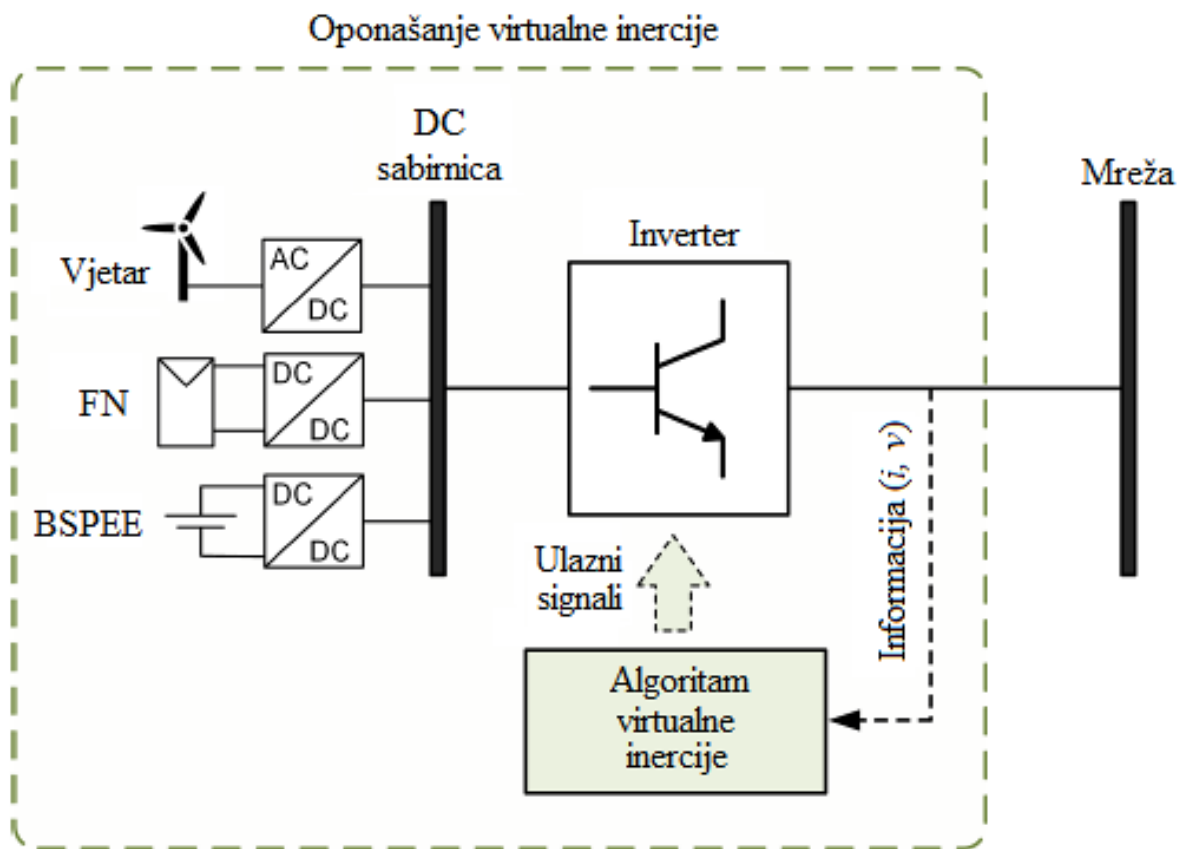 Oponašanje virtualne inercije
DC
sabirnica
Mreža
Inverter
Vjetar
AC
DC
FN
DC
DC
BSPEE
DC
DC
Ulazni
signali
Informacija (i, v)
Algoritam
virtualne
inercije